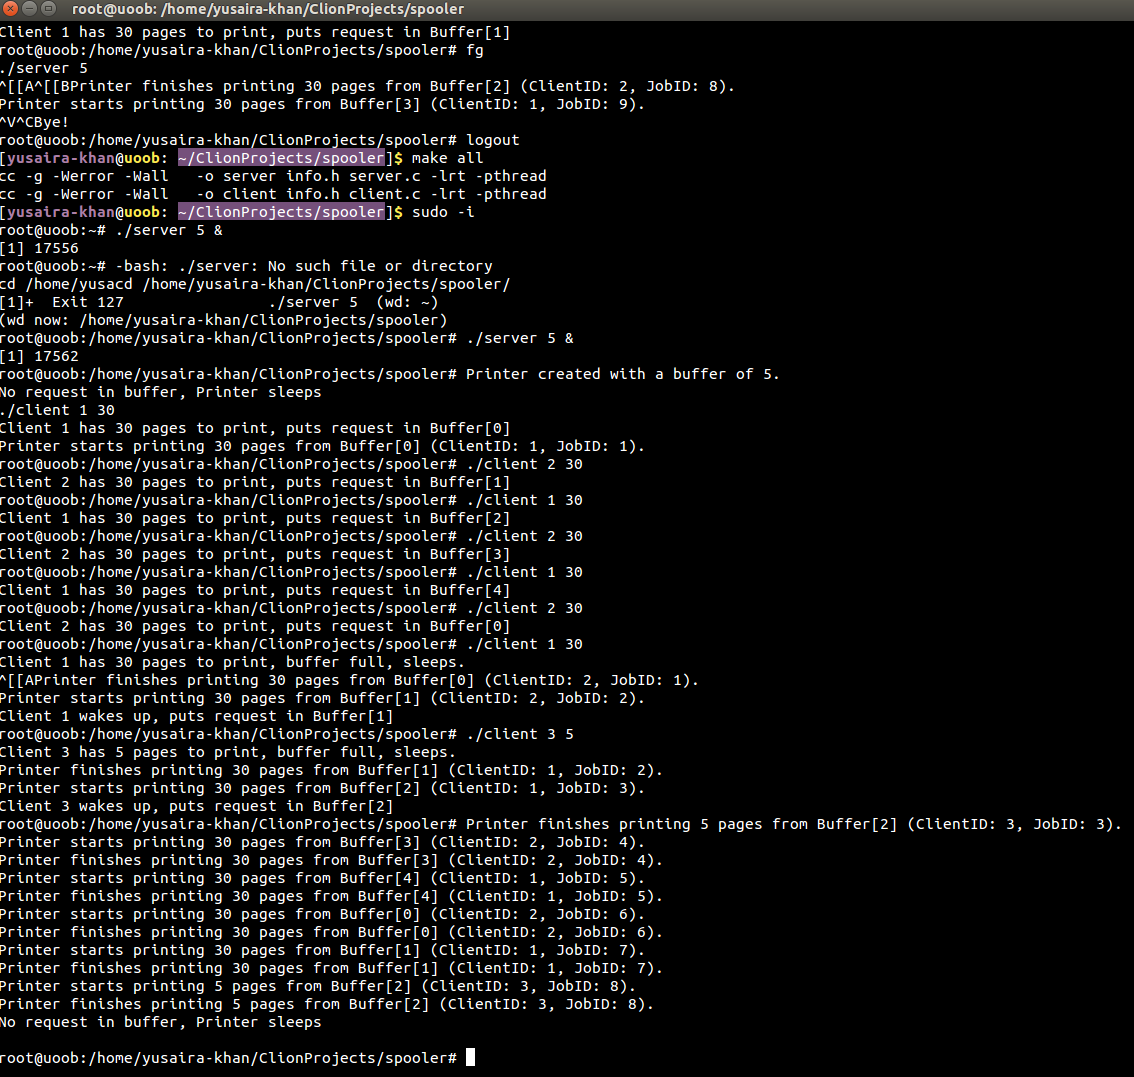 root@uoob: /home/yusaira-khan/ClionProjects/spooler
Client 1 has 30 pages to print, puts request in Buffer[1]
root@uoob:/home/yusaira-khan/ClionProjects/spooler# fg
./server 5
^[[A^[[BPrinter finishes printing 30 pages from Buffer[2] (ClientID: 2, JobID: 8).
Printer starts printing 30 pages from Buffer[3] (ClientID: 1, JobID: 9).
^V^CBye!
root@uoob:/home/yusaira-khan/ClionProjects/spooler# logout
[yusaira-khan@uoob: ~/ClionProjects/spooler]$ make all
cc -g -Werror -Wall   -o server info.h server.c -lrt -pthread
cc -g -Werror -Wall   -o client info.h client.c -lrt -pthread
[yusaira-khan@uoob: ~/ClionProjects/spooler]$ sudo -i
root@uoob:~# ./server 5 &
[1] 17556
root@uoob:~# -bash: ./server: No such file or directory
cd /home/yusacd /home/yusaira-khan/ClionProjects/spooler/
[1]+  Exit 127                ./server 5  (wd: ~)
(wd now: /home/yusaira-khan/ClionProjects/spooler)
root@uoob:/home/yusaira-khan/ClionProjects/spooler# ./server 5 &
[1] 17562
root@uoob:/home/yusaira-khan/ClionProjects/spooler# Printer created with a buffer of 5.
No request in buffer, Printer sleeps
./client 1 30
Client 1 has 30 pages to print, puts request in Buffer[0]
Printer starts printing 30 pages from Buffer[0] (ClientID: 1, JobID: 1).
root@uoob:/home/yusaira-khan/ClionProjects/spooler# ./client 2 30
Client 2 has 30 pages to print, puts request in Buffer[1]
root@uoob:/home/yusaira-khan/ClionProjects/spooler# ./client 1 30
Client 1 has 30 pages to print, puts request in Buffer[2]
root@uoob:/home/yusaira-khan/ClionProjects/spooler# ./client 2 30
Client 2 has 30 pages to print, puts request in Buffer[3]
root@uoob:/home/yusaira-khan/ClionProjects/spooler# ./client 1 30
Client 1 has 30 pages to print, puts request in Buffer[4]
root@uoob:/home/yusaira-khan/ClionProjects/spooler# ./client 2 30
Client 2 has 30 pages to print, puts request in Buffer[0]
root@uoob:/home/yusaira-khan/ClionProjects/spooler# ./client 1 30
Client 1 has 30 pages to print, buffer full, sleeps.
^[[APrinter finishes printing 30 pages from Buffer[0] (ClientID: 2, JobID: 1).
Printer starts printing 30 pages from Buffer[1] (ClientID: 2, JobID: 2).
Client 1 wakes up, puts request in Buffer[1]
root@uoob:/home/yusaira-khan/ClionProjects/spooler# ./client 3 5
Client 3 has 5 pages to print, buffer full, sleeps.
Printer finishes printing 30 pages from Buffer[1] (ClientID: 1, JobID: 2).
Printer starts printing 30 pages from Buffer[2] (ClientID: 1, JobID: 3).
Client 3 wakes up, puts request in Buffer[2]
root@uoob:/home/yusaira-khan/ClionProjects/spooler# Printer finishes printing 5 pages from Buffer[2] (ClientID: 3, JobID: 3).
Printer starts printing 30 pages from Buffer[3] (ClientID: 2, JobID: 4).
Printer finishes printing 30 pages from Buffer[3] (ClientID: 2, JobID: 4).
Printer starts printing 30 pages from Buffer[4] (ClientID: 1, JobID: 5).
Printer finishes printing 30 pages from Buffer[4] (ClientID: 1, JobID: 5).
Printer starts printing 30 pages from Buffer[0] (ClientID: 2, JobID: 6).
Printer finishes printing 30 pages from Buffer[0] (ClientID: 2, JobID: 6).
Printer starts printing 30 pages from Buffer[1] (ClientID: 1, JobID: 7).
Printer finishes printing 30 pages from Buffer[1] (ClientID: 1, JobID: 7).
Printer starts printing 5 pages from Buffer[2] (ClientID: 3, JobID: 8).
Printer finishes printing 5 pages from Buffer[2] (ClientID: 3, JobID: 8).
No request in buffer, Printer sleeps
root@uoob:/home/yusaira-khan/ClionProjects/spooler#